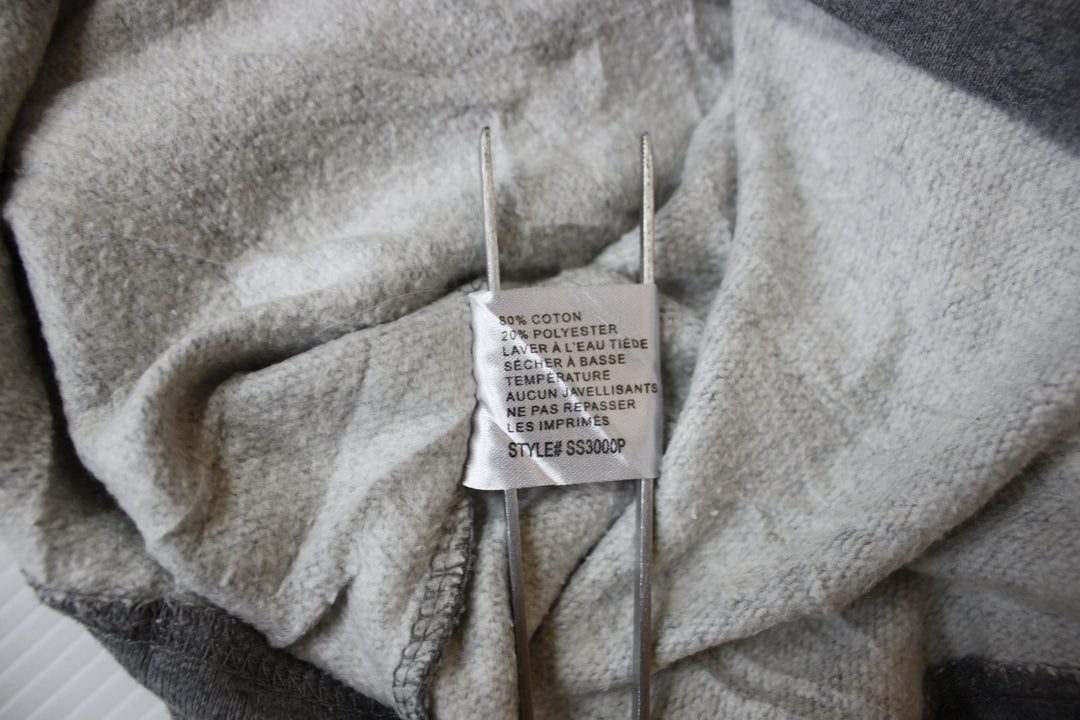 80% COTON
20% POLYESTER
LAVER À L'EAU TIÈDE
SÉCHER À BASSE
TEMPÉRATURE
AUCUN JAVELLISANTS
NE PAS REPASSER
LES IMPRIMÉS
STYLE# SS3000P